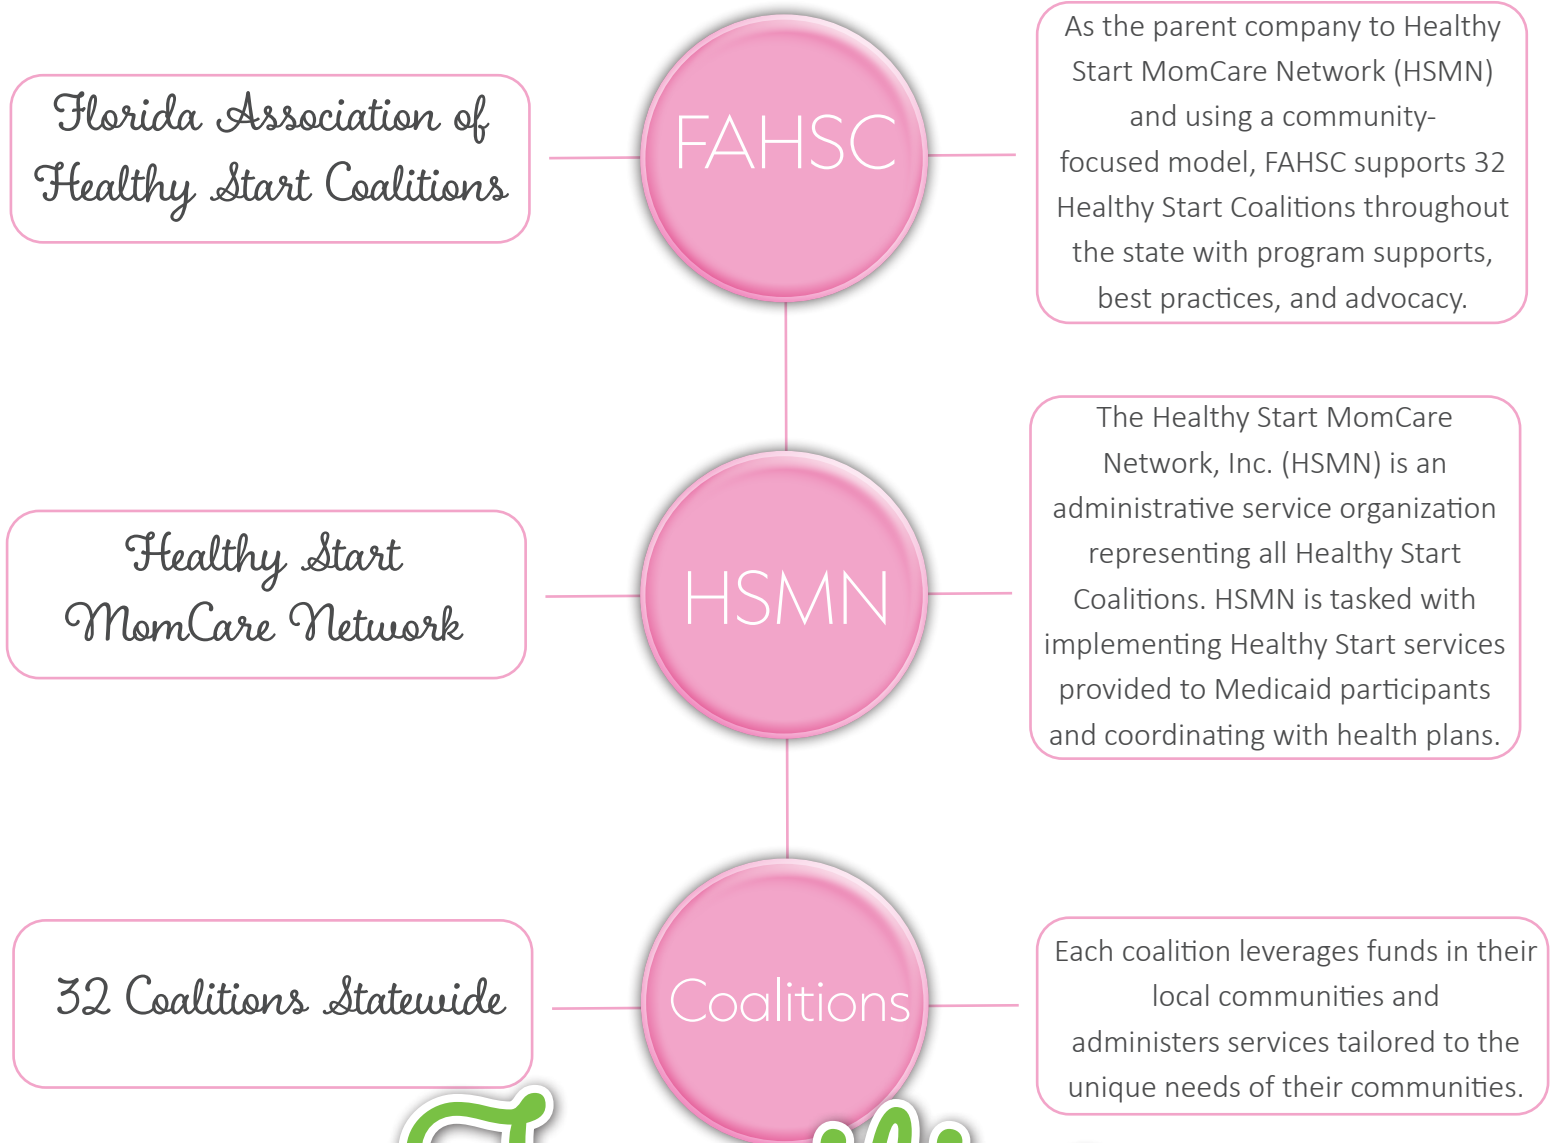 Florida Association of
Healthy Start Coalitions
FAHSC
As the parent company to Healthy
Start MomCare Network (HSMN)
and using a community-
focused model, FAHSC supports 32
Healthy Start Coalitions throughout
the state with program supports,
best practices, and advocacy.
Healthy Start
MomCare Network
HSMN
The Healthy Start MomCare
Network, Inc. (HSMN) is an
administrative service organization
representing all Healthy Start
Coalitions. HSMN is tasked with
implementing Healthy Start services
provided to Medicaid participants
and coordinating with health plans.
32 Coalitions Statewide
Coalitions
Each coalition leverages funds in their
local communities and
administers services tailored to the
unique needs of their communities.